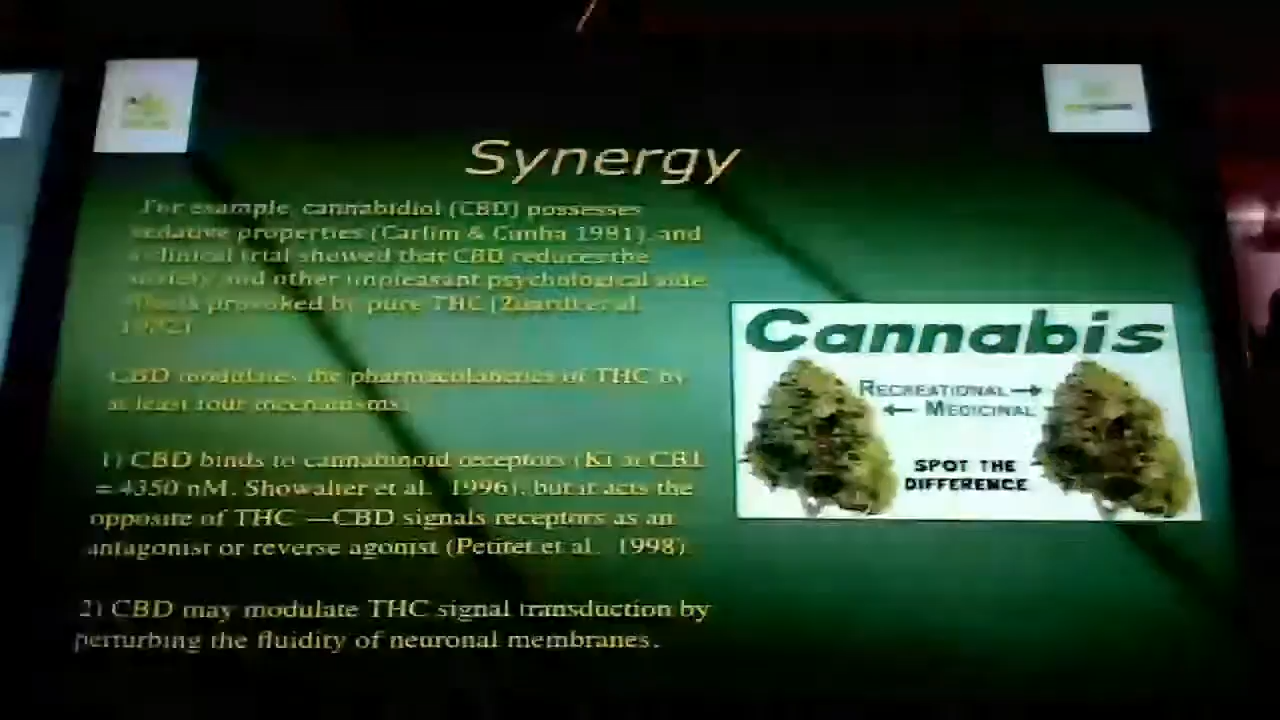 Synergy
For example, cannabidiol (CBD) possesses
sedative properties (Carlini & Cunha 1981), and
a clinical trial showed that CBD reduces the
anxiety and other unpleasant psychological side
provoked by pure THC (Zuardi et al.
CBD modulates the pharmacokinetics of THC by
at least four mechanisms:
1) CBD binds to cannabinoid receptors (Ki at CB1
= 4350 nM, Showalter et al. 1996), but it acts the
opposite of THC —CBD signals receptors as an
antagonist or reverse agonist (Petitet et al. 1998).
2) CBD may modulate THC signal transduction by
perturbing the fluidity of neuronal membranes.
Cannabis
RECREATIONAL →
← MEDICINAL
SPOT THE
DIFFERENCE